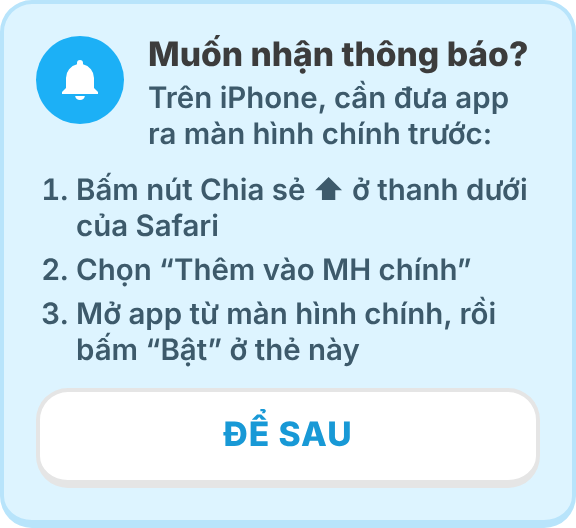 Muốn nhận thông báo?
Trên iPhone, cần đưa app
ra màn hình chính trước:
1. Bấm nút Chia sẻ ⬆ ở thanh dưới
của Safari
2. Chọn “Thêm vào MH chính”
3. Mở app từ màn hình chính, rồi
bấm “Bật” ở thẻ này
ĐỂ SAU